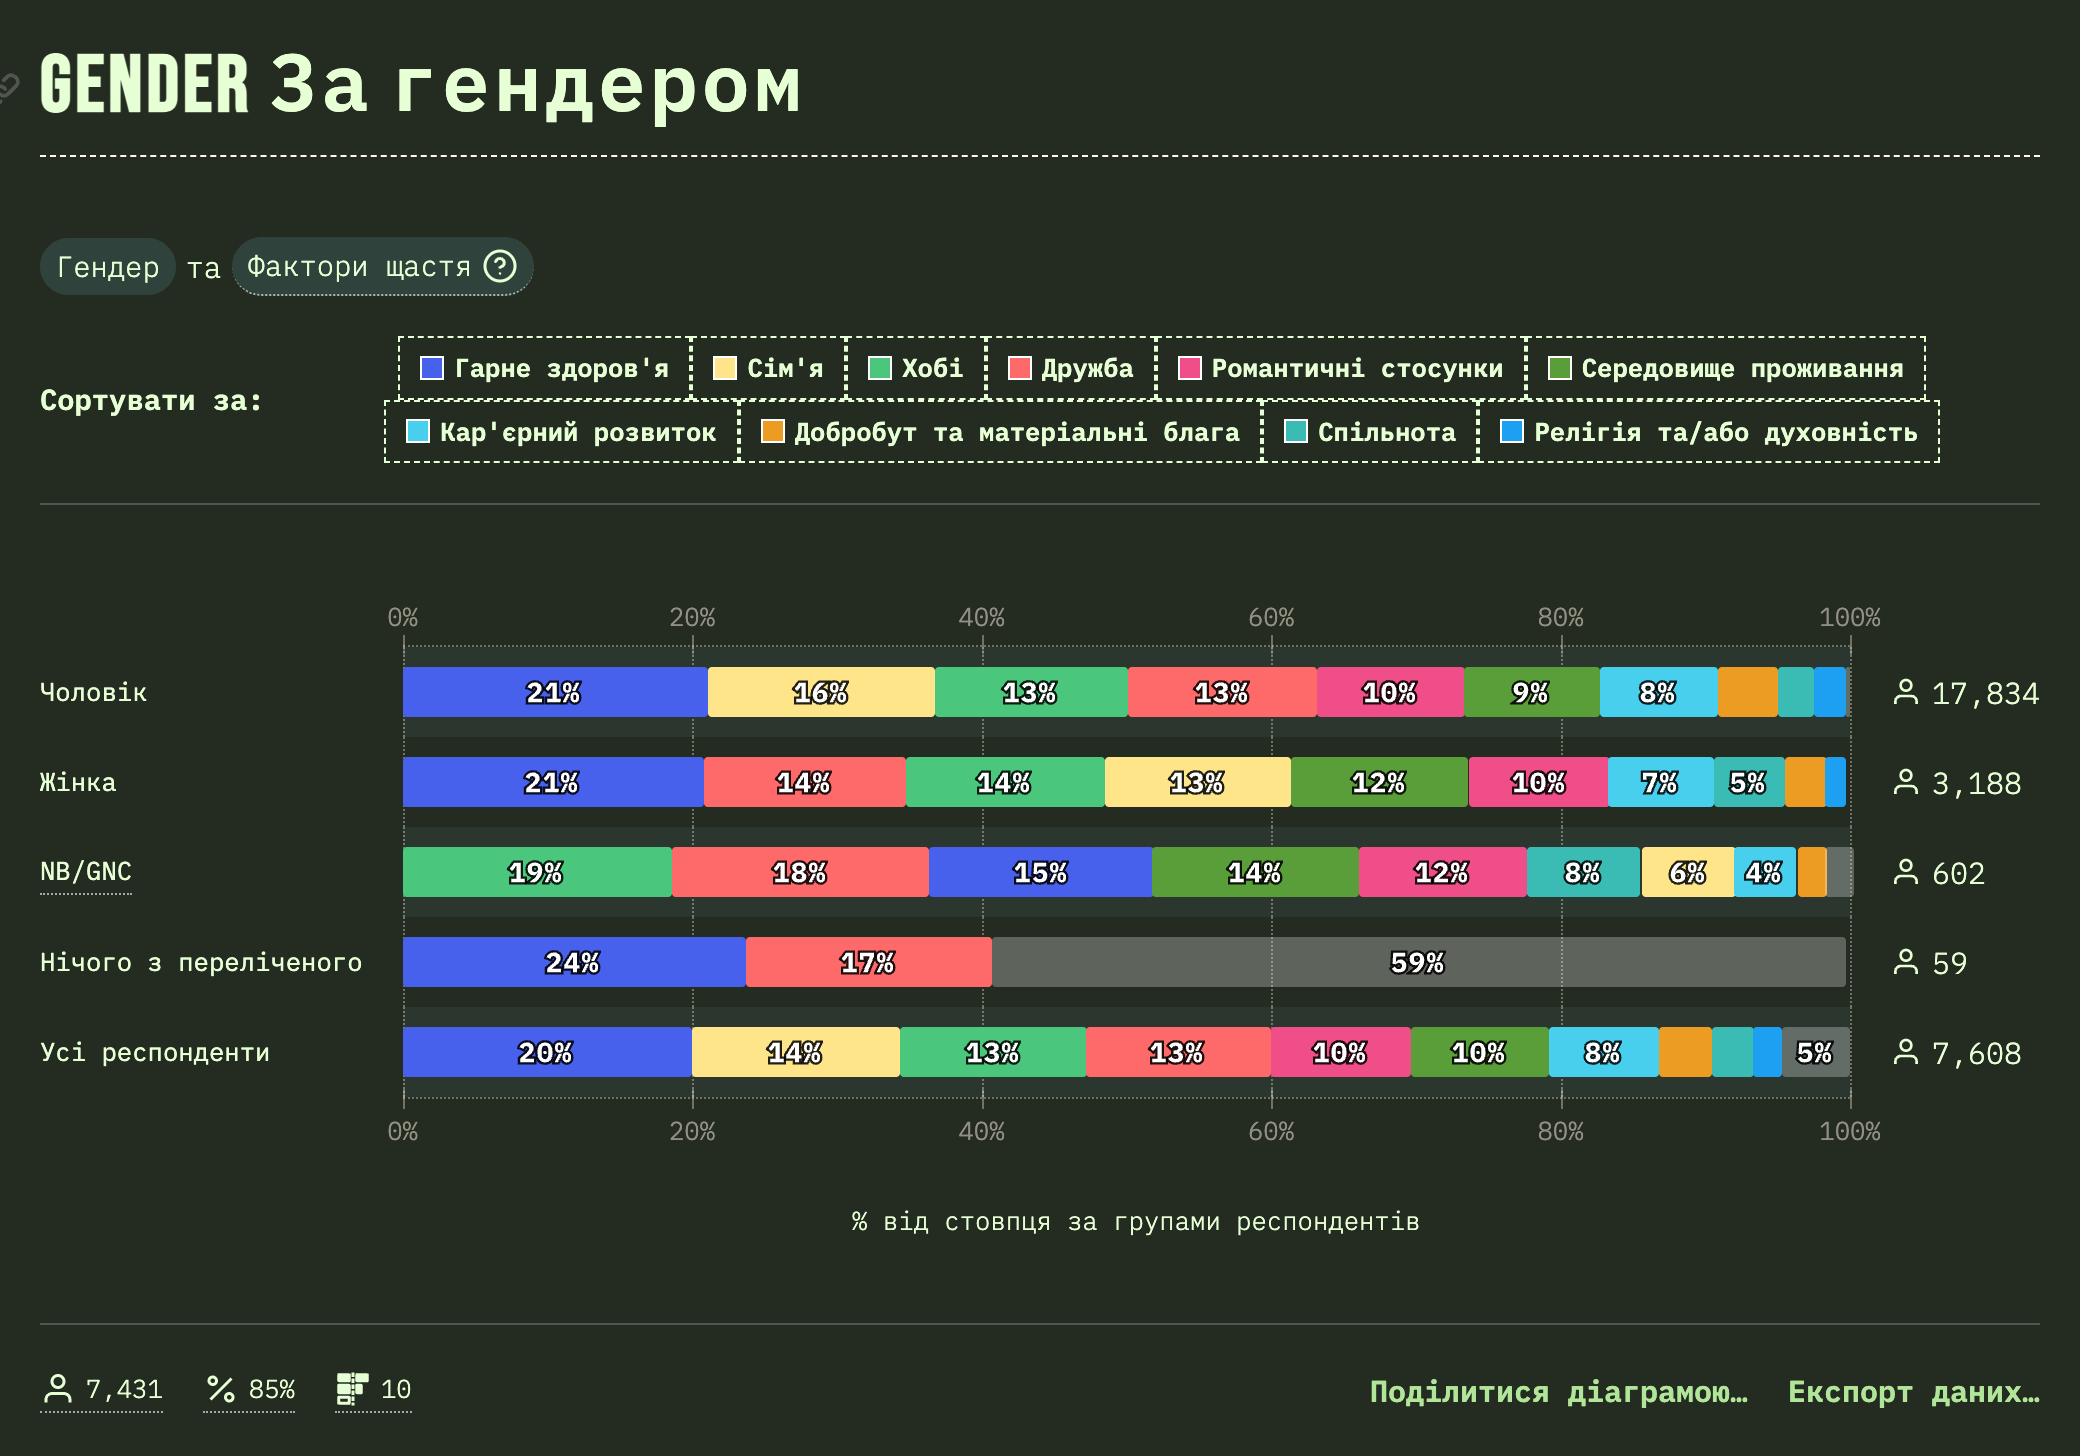 GENDER За гендером
Гендер та Фактори щастя
Сортувати за:
Гарне здоров'я Сім'я Хобі Дружба Романтичні стосунки Середовище проживання
Кар'єрний розвиток Добробут та матеріальні блага Спільнота Релігія та/або духовність
0% 20% 40% 60% 80% 100%
Чоловік 21% 16% 13% 13% 10% 9% 8% 17,834
Жінка 21% 14% 14% 13% 12% 10% 7% 5% 3,188
NB/GNC 19% 18% 15% 14% 12% 8% 6% 4% 602
Нічого з переліченого 24% 17% 59% 59
Усі респонденти 20% 14% 13% 13% 10% 10% 8% 5% 7,608
0% 20% 40% 60% 80% 100%
% від стовпця за групами респондентів
7,431 85% 10 Поділитися діаграмою… Експорт даних…